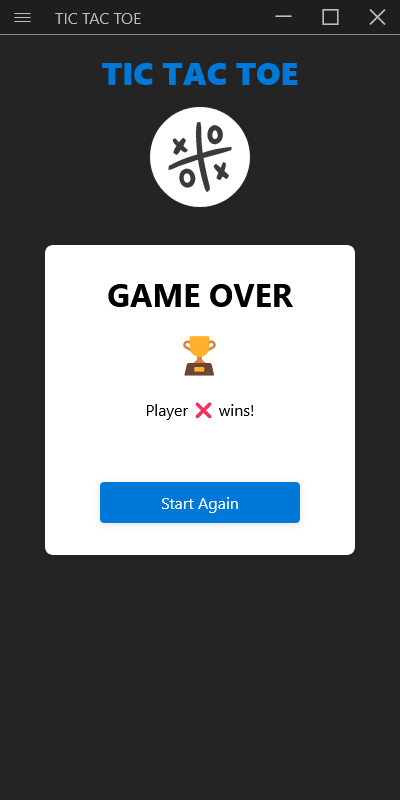 TIC TAC TOE
TIC TAC TOE
GAME OVER
Player ❌ wins!
Start Again